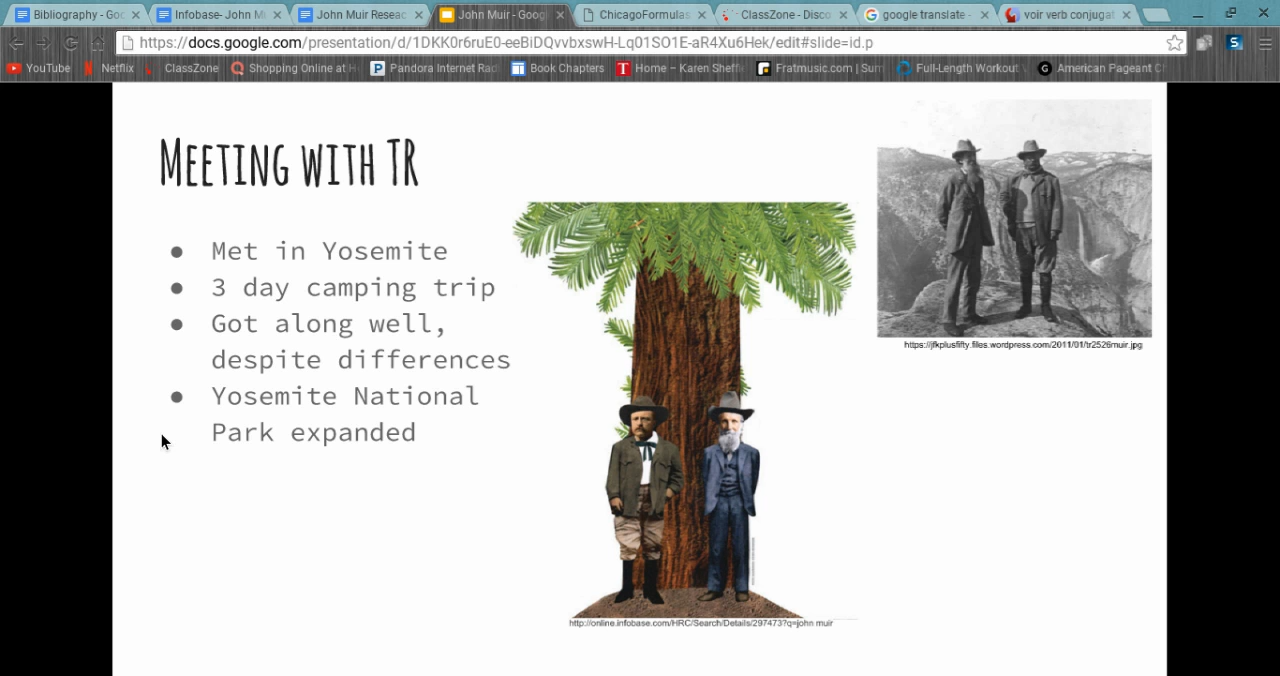 Bibliography - Goo
Infobase- John Mi
John Muir Reseac
John Muir - Goog
ChicagoFormulas
ClassZone - Disco
google translate -
voir verb conjugat
https://docs.google.com/presentation/d/1DKK0r6ruE0-eeBiDQvvbxswH-Lq01SO1E-aR4Xu6Hek/edit#slide=id.p
YouTube
Netflix
ClassZone
Shopping Online at H
Pandora Internet Rad
Book Chapters
Home – Karen Sheff
Fratmusic.com | Sum
Full-Length Workout
American Pageant C
MEETING WITH TR
● Met in Yosemite
● 3 day camping trip
● Got along well,
despite differences
● Yosemite National
Park expanded
https://jfkplusfifty.files.wordpress.com/2011/01/tr2526muir.jpg
http://online.infobase.com/HRC/Search/Details/297473?q=john muir